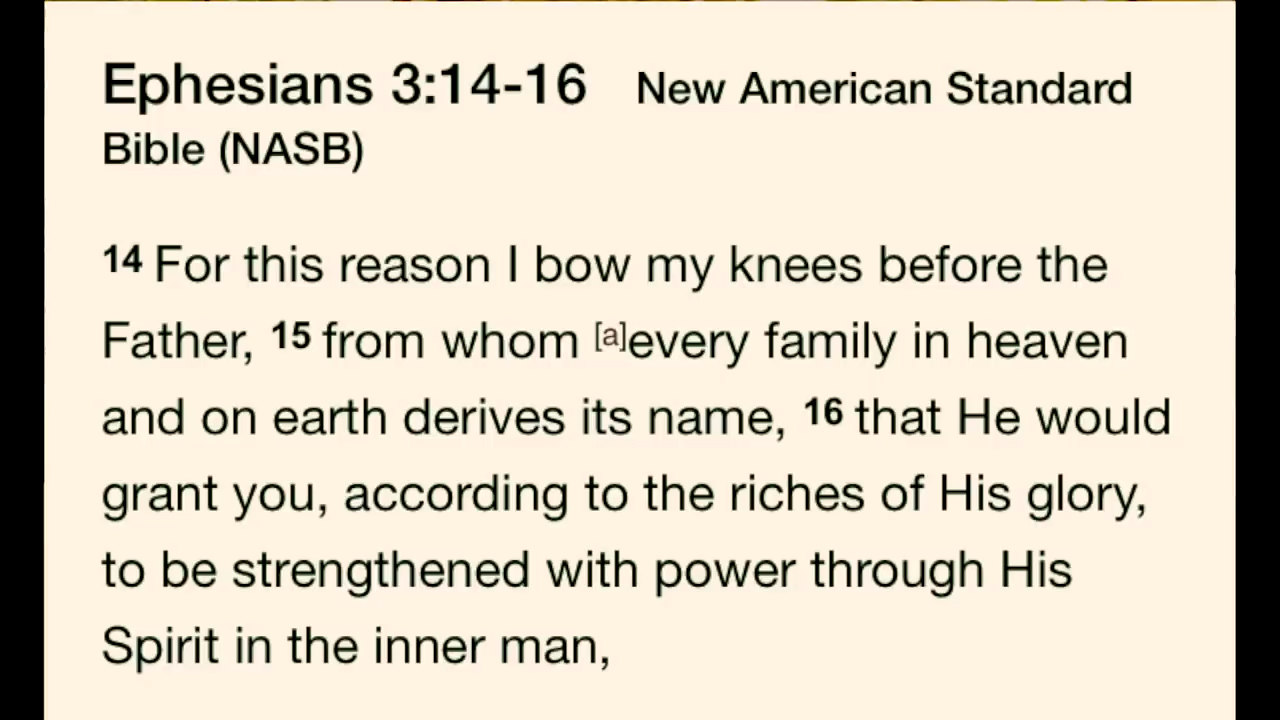 Ephesians 3:14-16 New American Standard
Bible (NASB)
14 For this reason I bow my knees before the
Father, 15 from whom [a]every family in heaven
and on earth derives its name, 16 that He would
grant you, according to the riches of His glory,
to be strengthened with power through His
Spirit in the inner man,